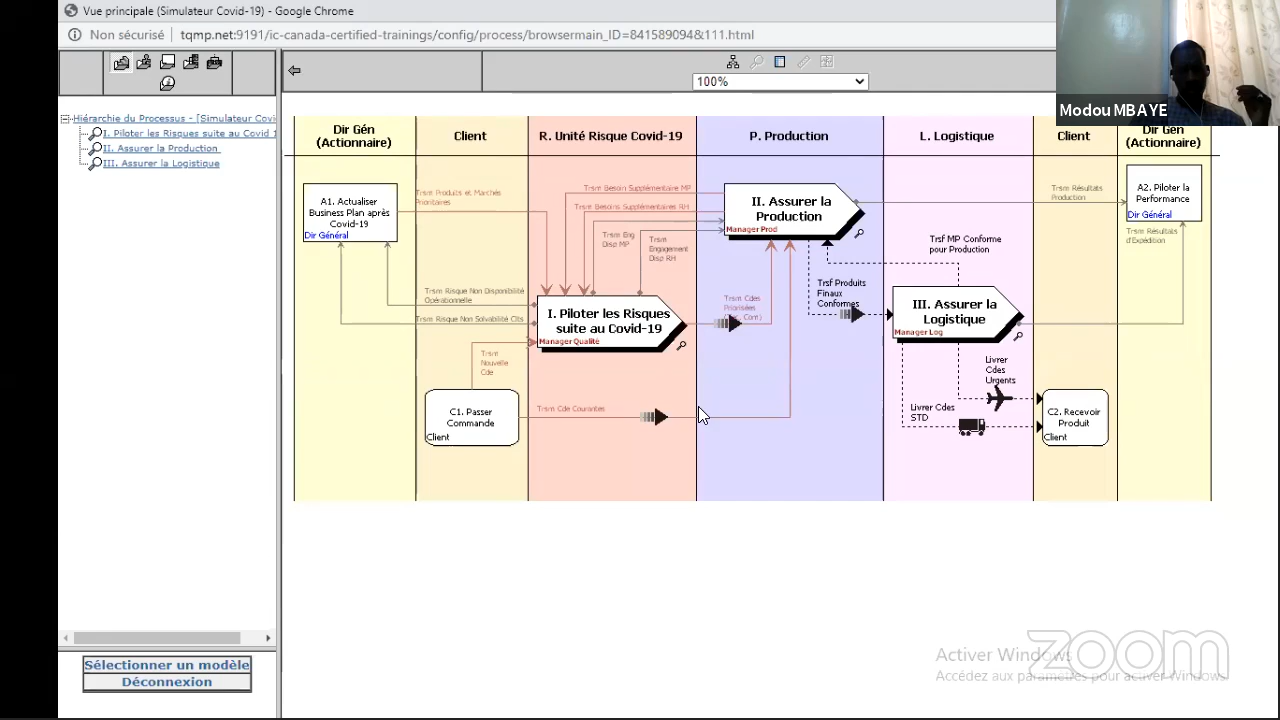 Vue principale (Simulateur Covid-19) - Google Chrome
Non sécurisé
tqmp.net:9191/ic-canada-certified-trainings/config/process/browsermain_ID=841589094&111.html
100%
Modou MBAYE
Hiérarchie du Processus - [Simulateur Covi
I. Piloter les Risques suite au Covid 1
II. Assurer la Production
III. Assurer la Logistique
Dir Gén
(Actionnaire)
Client
R. Unité Risque Covid-19
P. Production
L. Logistique
Client
Dir Gén
(Actionnaire)
A1. Actualiser
Business Plan après
Covid-19
Dir Général
Trsm Produits et Marchés
Prioritaires
Trsm Besoin Supplémentaire MP
Trsm Besoins Supplémentaires RH
Trsm Eng
Disp MP
Trsm
Engagement
Disp RH
II. Assurer la
Production
Manager Prod
Trsm Résultats
Production
A2. Piloter la
Performance
Dir Général
Trsm Résultats
d'Expédition
Trsf MP Conforme
pour Production
Trsf Produits
Finaux
Conformes
Trsm Risque Non Disponibilité
Opérationnelle
Trsm Risque Non Solvabilité Clts
I. Piloter les Risques
suite au Covid-19
Manager Qualité
Trsm Cdes
Priorisées
III. Assurer la
Logistique
Manager Log
Trsm
Nouvelle
Cde
C1. Passer
Commande
Client
Trsm Cde Courantes
Livrer
Cdes
Urgents
Livrer Cdes
STD
C2. Recevoir
Produit
Client
Sélectionner un modèle
Déconnexion
Activer Windows
Accédez aux paramètres pour activer Windows.
zoom